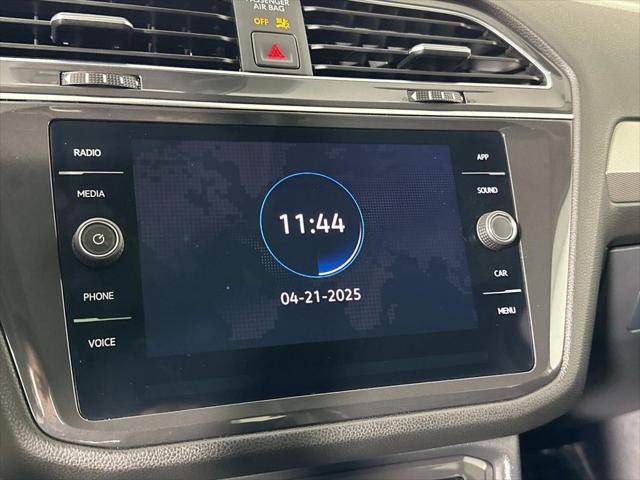 PASSENGER
AIR BAG
OFF
RADIO
MEDIA
PHONE
VOICE
11:44
04-21-2025
APP
SOUND
CAR
MENU